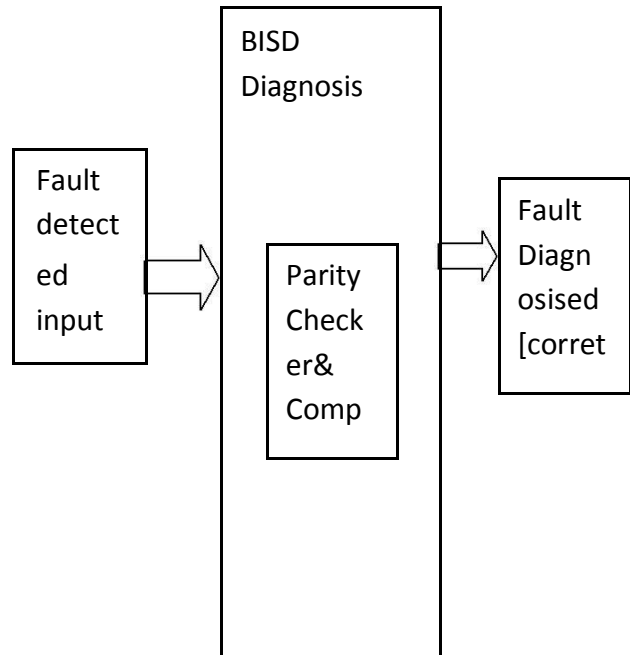 BISD
Diagnosis
Fault
detect
ed
input
Parity
Check
er&
Comp
Fault
Diagn
osised
[corret